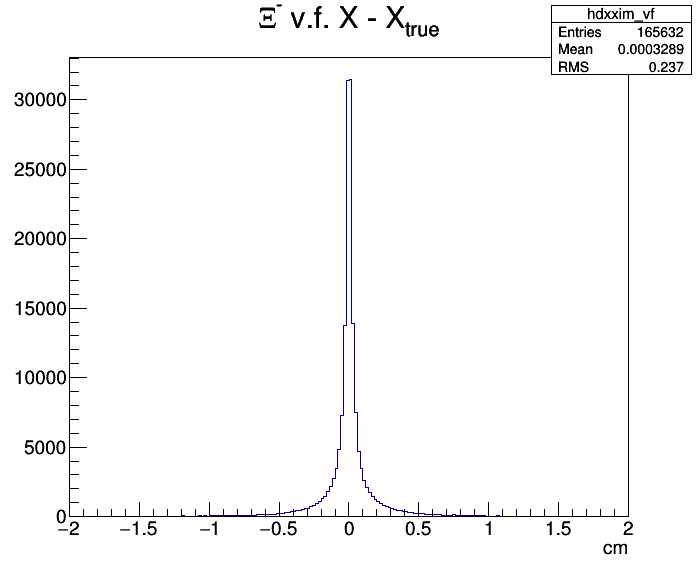 Ξ⁻ v.f. X - X_true
hdxxim_vf
Entries 165632
Mean 0.0003289
RMS 0.237
30000
25000
20000
15000
10000
5000
0
−2 −1.5 −1 −0.5 0 0.5 1 1.5 2
cm